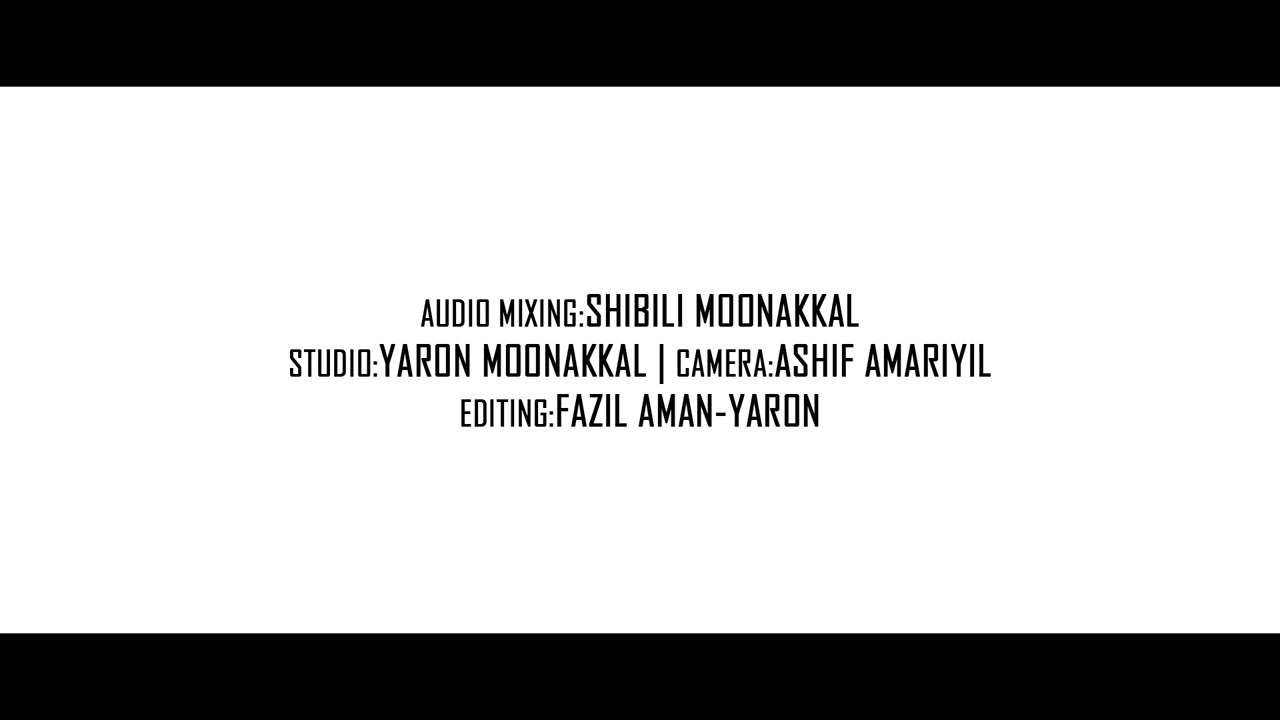 AUDIO MIXING:SHIBILI MOONAKKAL
STUDIO:YARON MOONAKKAL | CAMERA:ASHIF AMARIYIL
EDITING:FAZIL AMAN-YARON